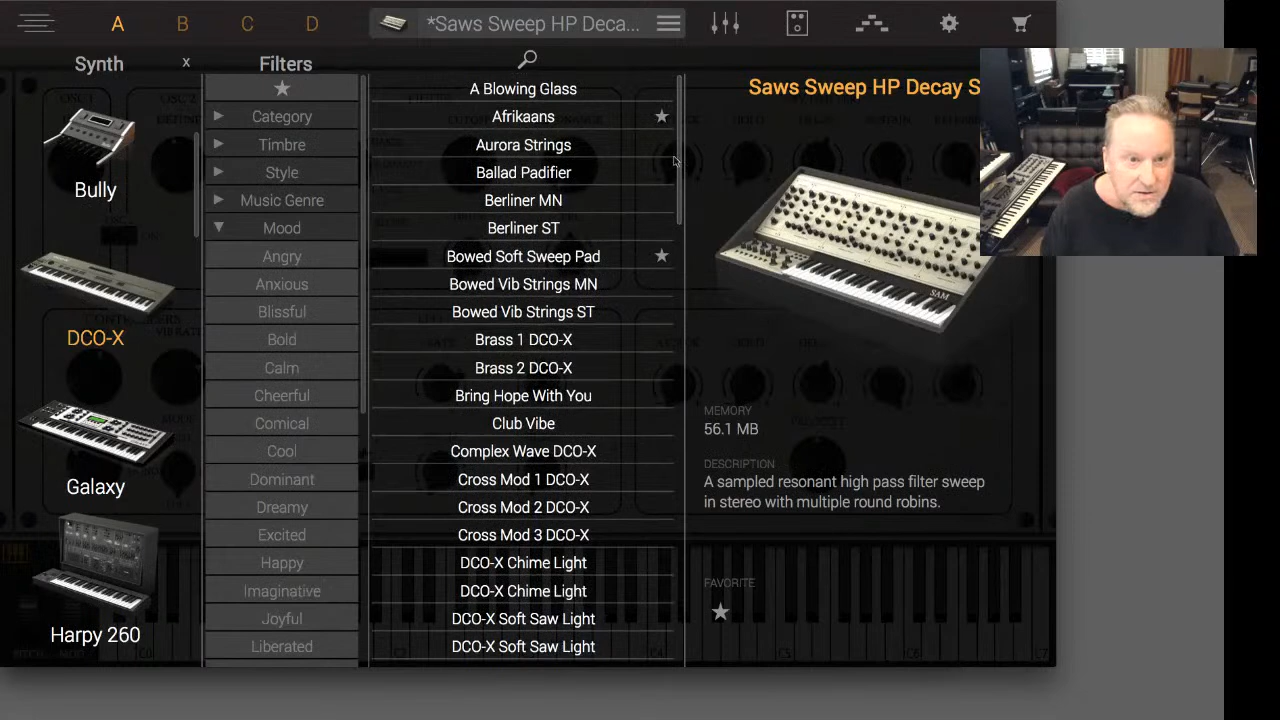 A
B
C
D
*Saws Sweep HP Deca...
Synth
x
Filters
Bully
DCO-X
Galaxy
Harpy 260
Category
Timbre
Style
Music Genre
Mood
Angry
Anxious
Blissful
Bold
Calm
Cheerful
Comical
Cool
Dominant
Dreamy
Excited
Happy
Imaginative
Joyful
Liberated
A Blowing Glass
Afrikaans
Aurora Strings
Ballad Padifier
Berliner MN
Berliner ST
Bowed Soft Sweep Pad
Bowed Vib Strings MN
Bowed Vib Strings ST
Brass 1 DCO-X
Brass 2 DCO-X
Bring Hope With You
Club Vibe
Complex Wave DCO-X
Cross Mod 1 DCO-X
Cross Mod 2 DCO-X
Cross Mod 3 DCO-X
DCO-X Chime Light
DCO-X Chime Light
DCO-X Soft Saw Light
DCO-X Soft Saw Light
Saws Sweep HP Decay S
SAM
MEMORY
56.1 MB
DESCRIPTION
A sampled resonant high pass filter sweep
in stereo with multiple round robins.
FAVORITE
C5
C6
C7